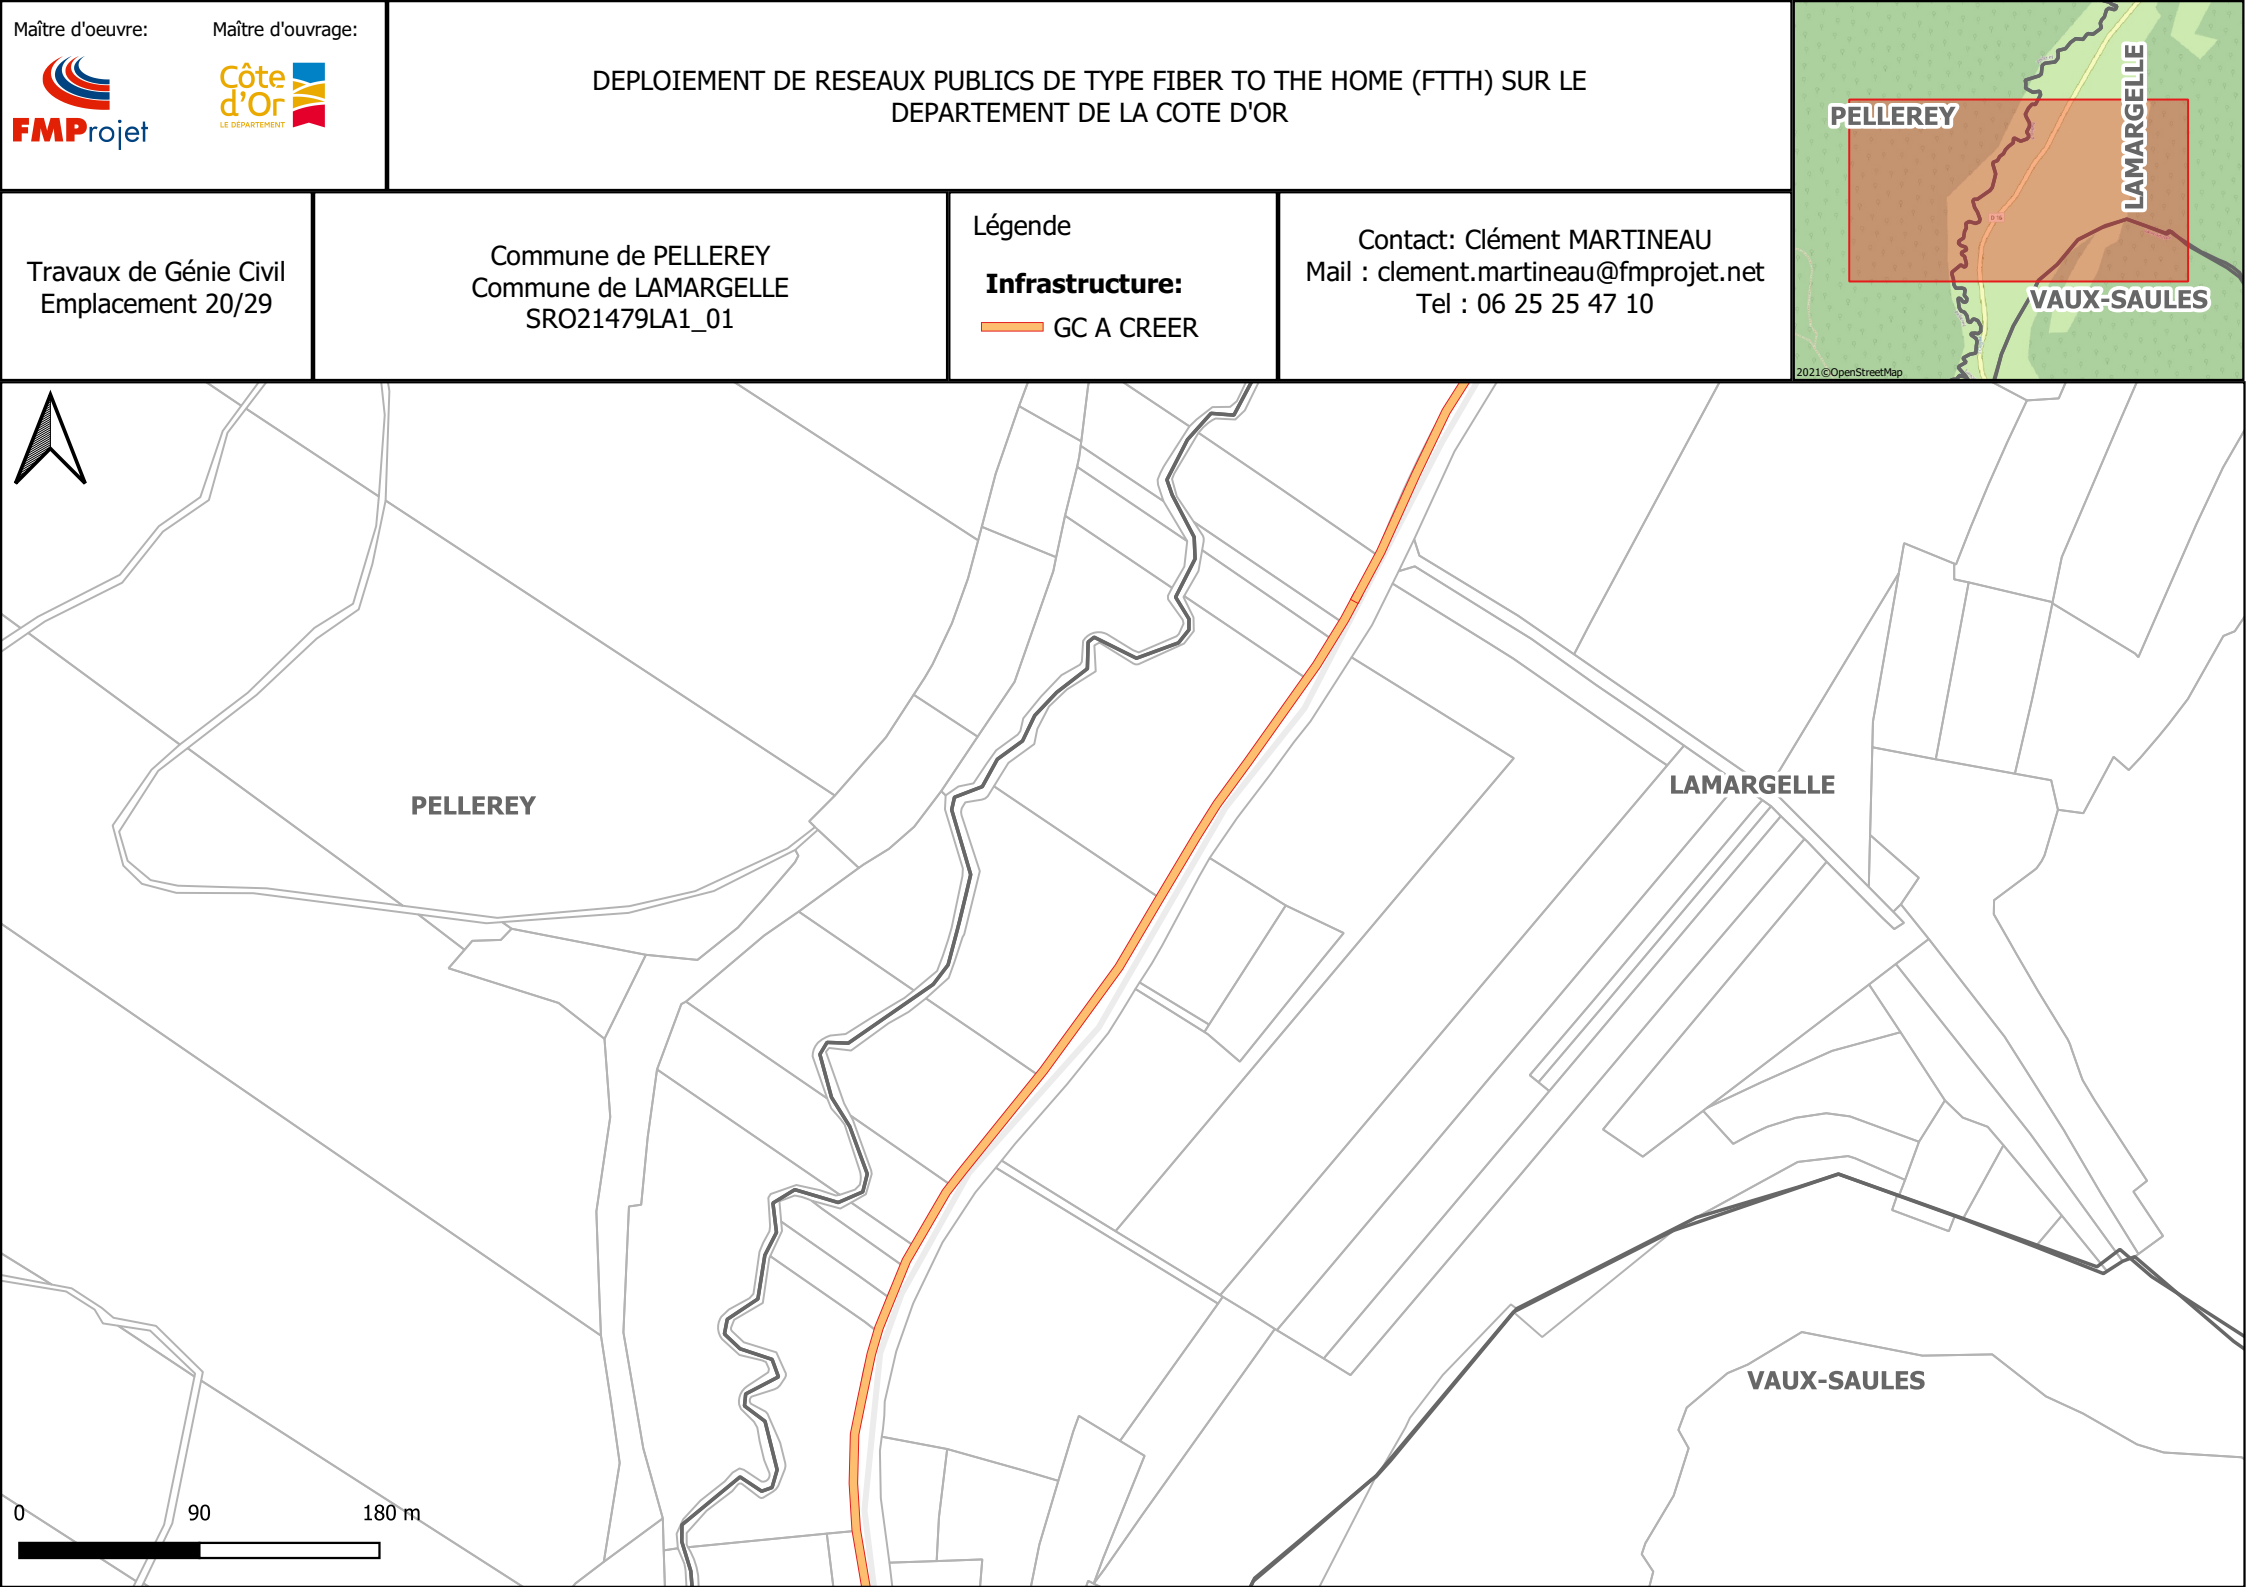 Maître d'oeuvre:
FMProjet
Maître d'ouvrage:
Côte
d'Or
LE DÉPARTEMENT
DEPLOIEMENT DE RESEAUX PUBLICS DE TYPE FIBER TO THE HOME (FTTH) SUR LE
DEPARTEMENT DE LA COTE D'OR
Travaux de Génie Civil
Emplacement 20/29
Commune de PELLEREY
Commune de LAMARGELLE
SRO21479LA1_01
Légende
Infrastructure:
GC A CREER
Contact: Clément MARTINEAU
Mail : clement.martineau@fmprojet.net
Tel : 06 25 25 47 10
PELLEREY
LAMARGELLE
D 16
VAUX-SAULES
2021©OpenStreetMap
PELLEREY
LAMARGELLE
VAUX-SAULES
0 90 180 m